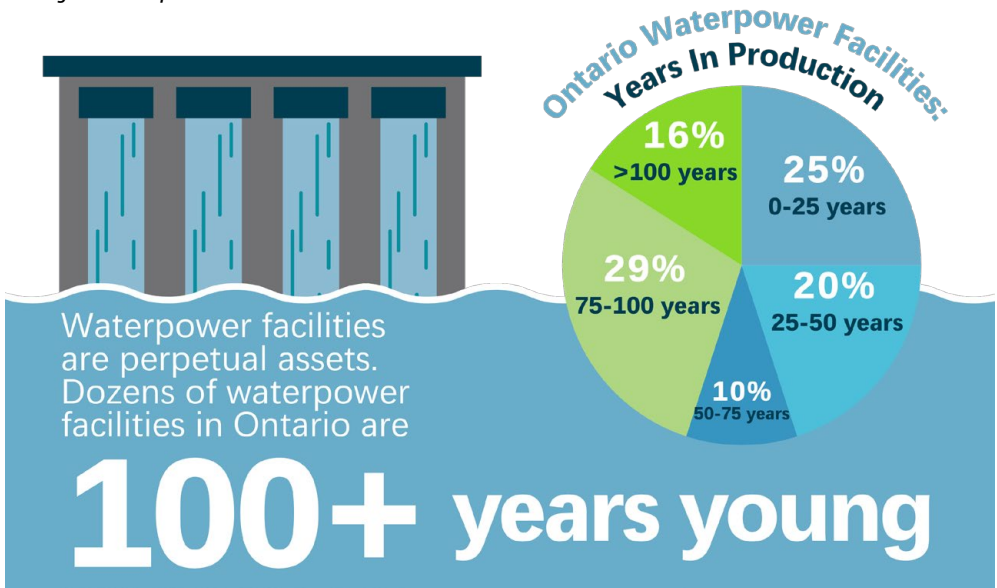 Ontario Waterpower Facilities:
Years In Production
16%
>100 years
25%
0-25 years
29%
75-100 years
20%
25-50 years
10%
50-75 years
Waterpower facilities
are perpetual assets.
Dozens of waterpower
facilities in Ontario are
100+ years young